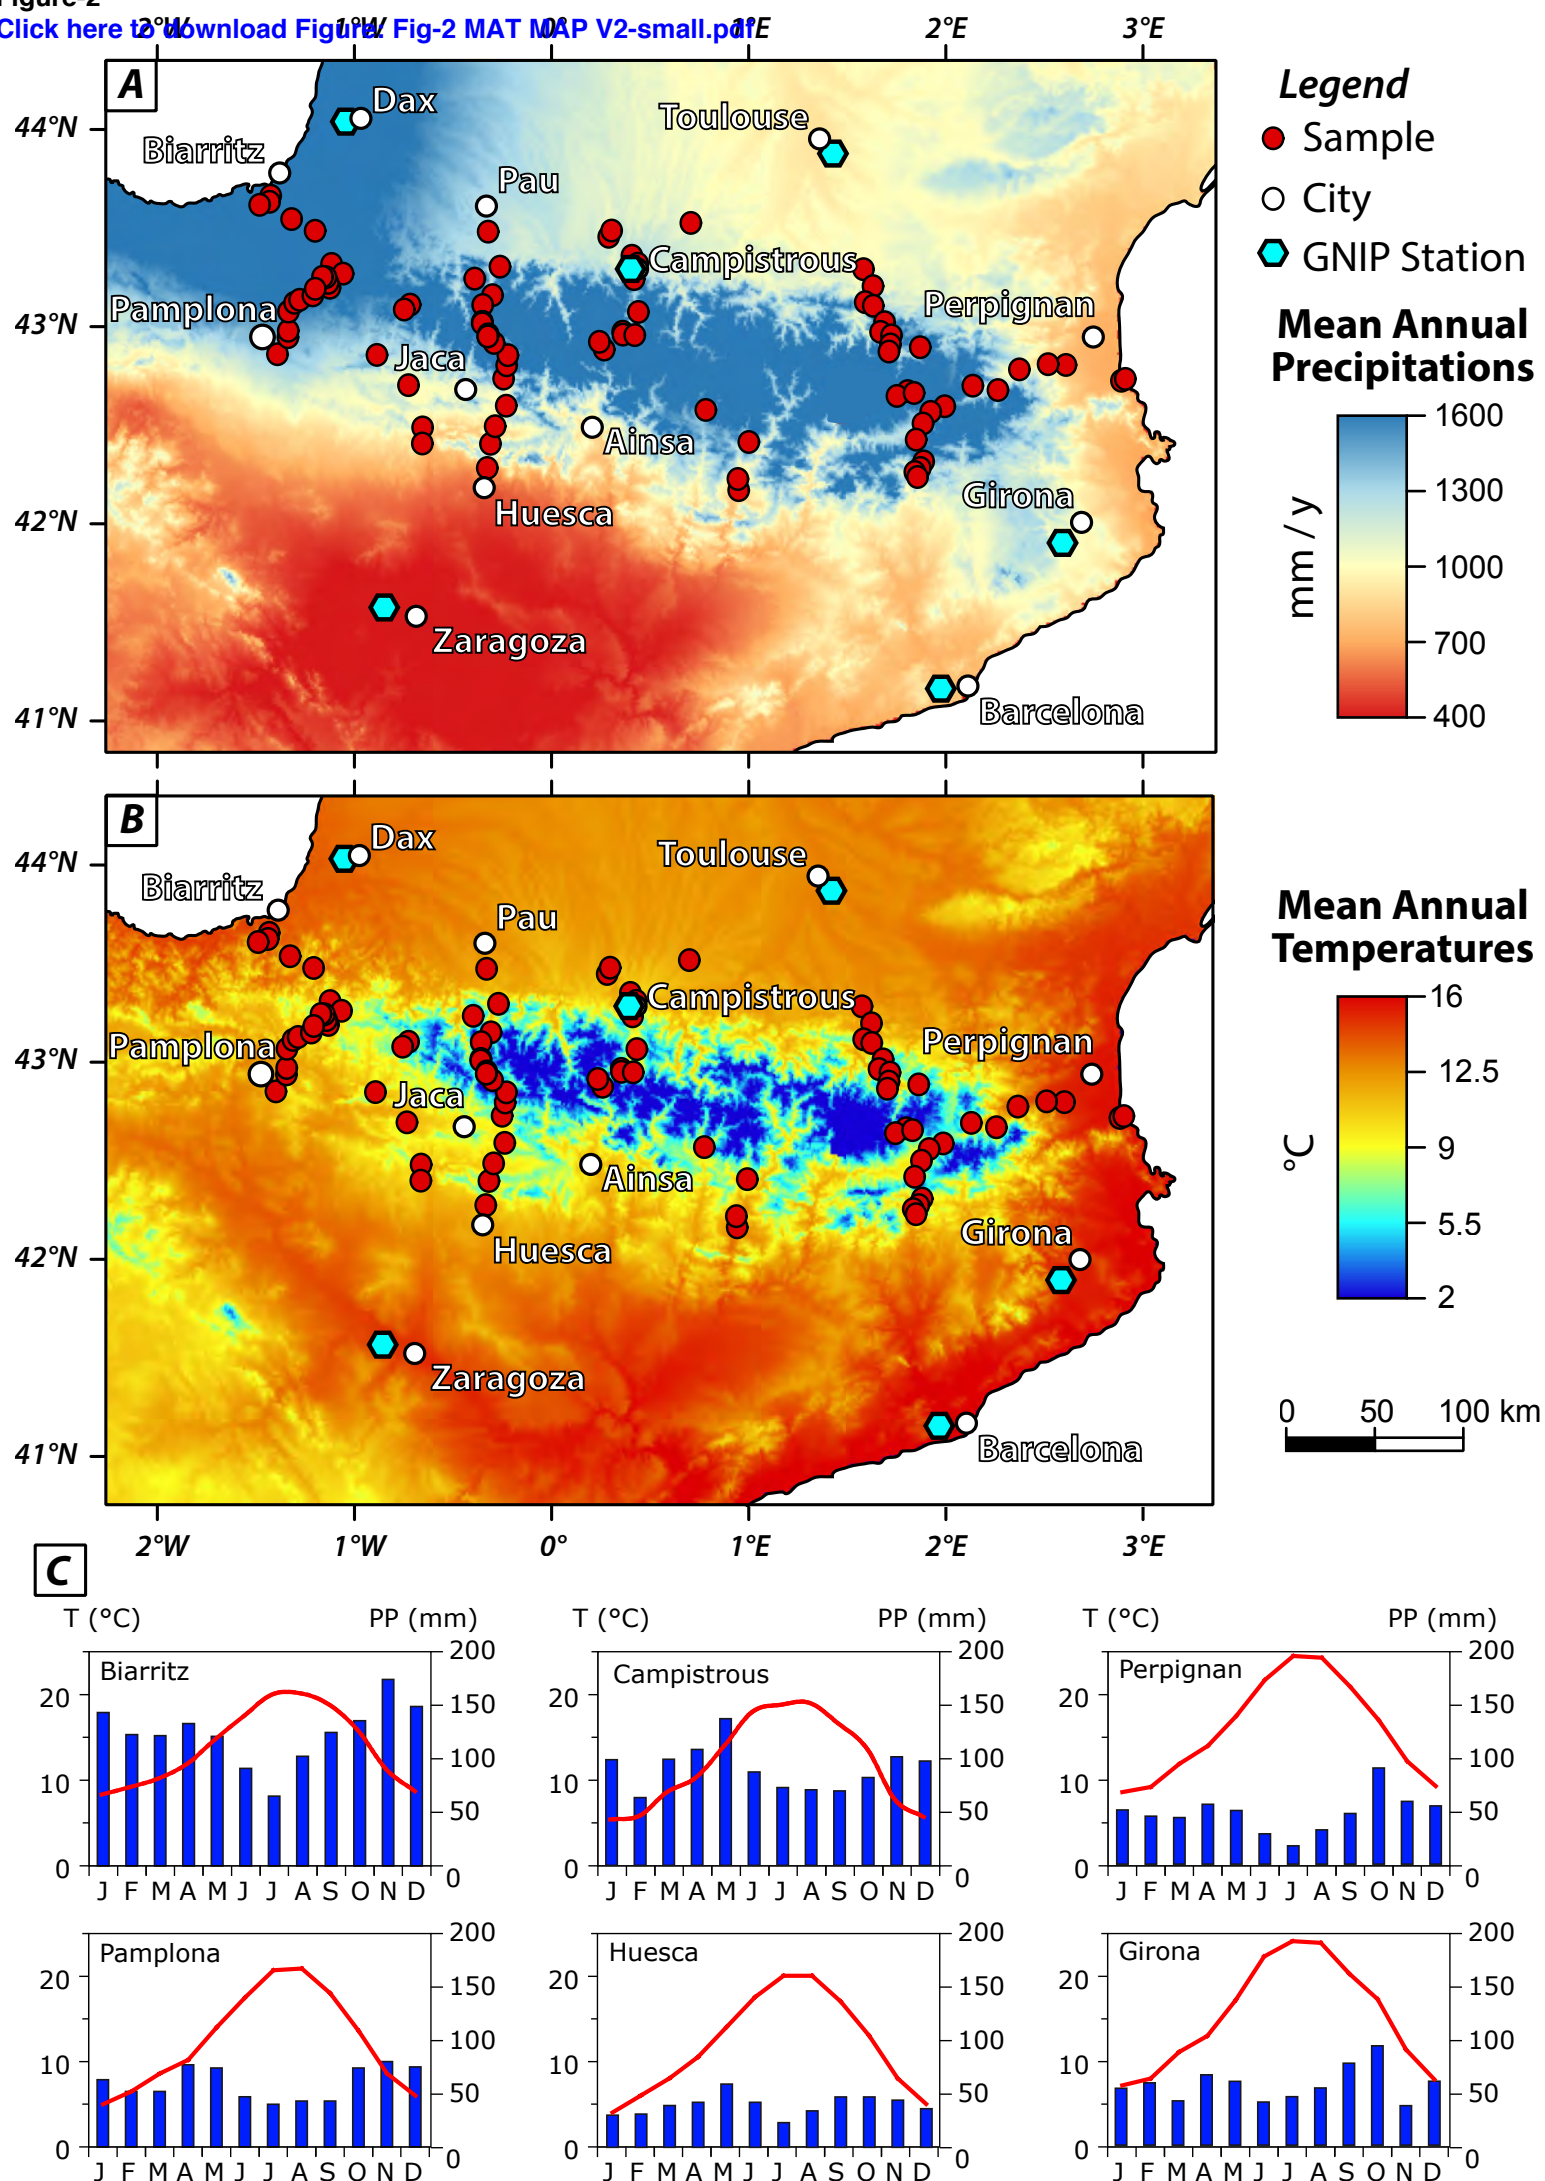 Figure-2
Click here to download Figure: Fig-2 MAT MAP V2-small.pdf
2°W 1°W 0° 1°E 2°E 3°E
A
Dax
Toulouse
Biarritz
Pau
Campistrous
Pamplona
Perpignan
Jaca
Ainsa
Girona
Huesca
Zaragoza
Barcelona
44°N
43°N
42°N
41°N
Legend
Sample
City
GNIP Station
Mean Annual
Precipitations
mm / y
1600
1300
1000
700
400
B
Dax
Toulouse
Biarritz
Pau
Campistrous
Pamplona
Perpignan
Jaca
Ainsa
Girona
Huesca
Zaragoza
Barcelona
44°N
43°N
42°N
41°N
2°W 1°W 0° 1°E 2°E 3°E
Mean Annual
Temperatures
°C
16
12.5
9
5.5
2
0 50 100 km
C
T (°C) PP (mm) T (°C) PP (mm) T (°C) PP (mm)
Biarritz
20
10
0
200
150
100
50
0
J F M A M J J A S O N D
Campistrous
20
10
0
200
150
100
50
0
J F M A M J J A S O N D
Perpignan
20
10
0
200
150
100
50
0
J F M A M J J A S O N D
Pamplona
20
10
0
200
150
100
50
0
J F M A M J J A S O N D
Huesca
20
10
0
200
150
100
50
0
J F M A M J J A S O N D
Girona
20
10
0
200
150
100
50
0
J F M A M J J A S O N D